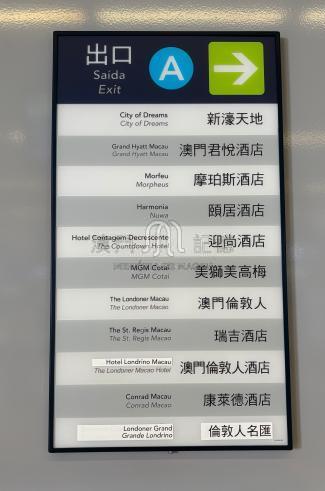 出口
Saída
Exit
A
City of Dreams
City of Dreams
新濠天地
Grand Hyatt Macau
Grand Hyatt Macau
澳門君悅酒店
Morfeu
Morpheus
摩珀斯酒店
Harmonia
Nuwa
頤居酒店
Hotel Contagem Decrescente
The Countdown Hotel
迎尚酒店
MGM Cotai
MGM Cotai
美獅美高梅
The Londoner Macau
The Londoner Macao
澳門倫敦人
The St. Regis Macau
The St. Regis Macao
瑞吉酒店
Hotel Londrino Macau
The Londoner Macao Hotel
澳門倫敦人酒店
Conrad Macau
Conrad Macao
康萊德酒店
Londoner Grand
Grande Londrino
倫敦人名匯